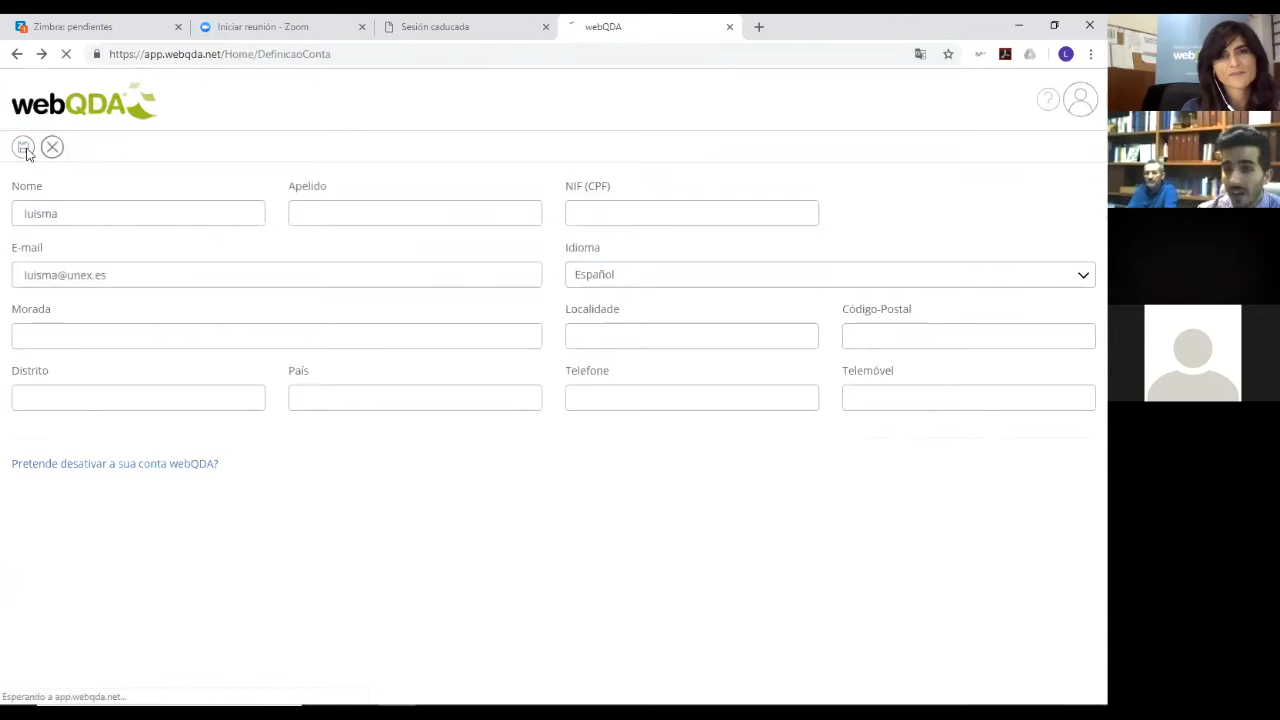 Zimbra: pendientes
Iniciar reunión - Zoom
Sesión caducada
webQDA
https://app.webqda.net/Home/DefinicaoConta
L
webQDA
?
Nome
Apelido
NIF (CPF)
luisma
E-mail
Idioma
luisma@unex.es
Español
Morada
Localidade
Código-Postal
Distrito
País
Telefone
Telemóvel
Pretende desativar a sua conta webQDA?
Esperando a app.webqda.net...